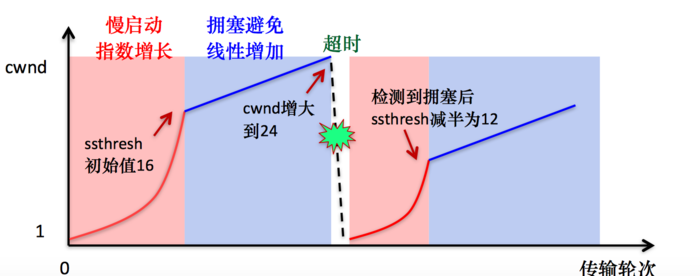 慢启动
指数增长
拥塞避免
线性增加
超时
cwnd
cwnd增大
到24
检测到拥塞后
ssthresh减半为12
ssthresh
初始值16
1
0
传输轮次